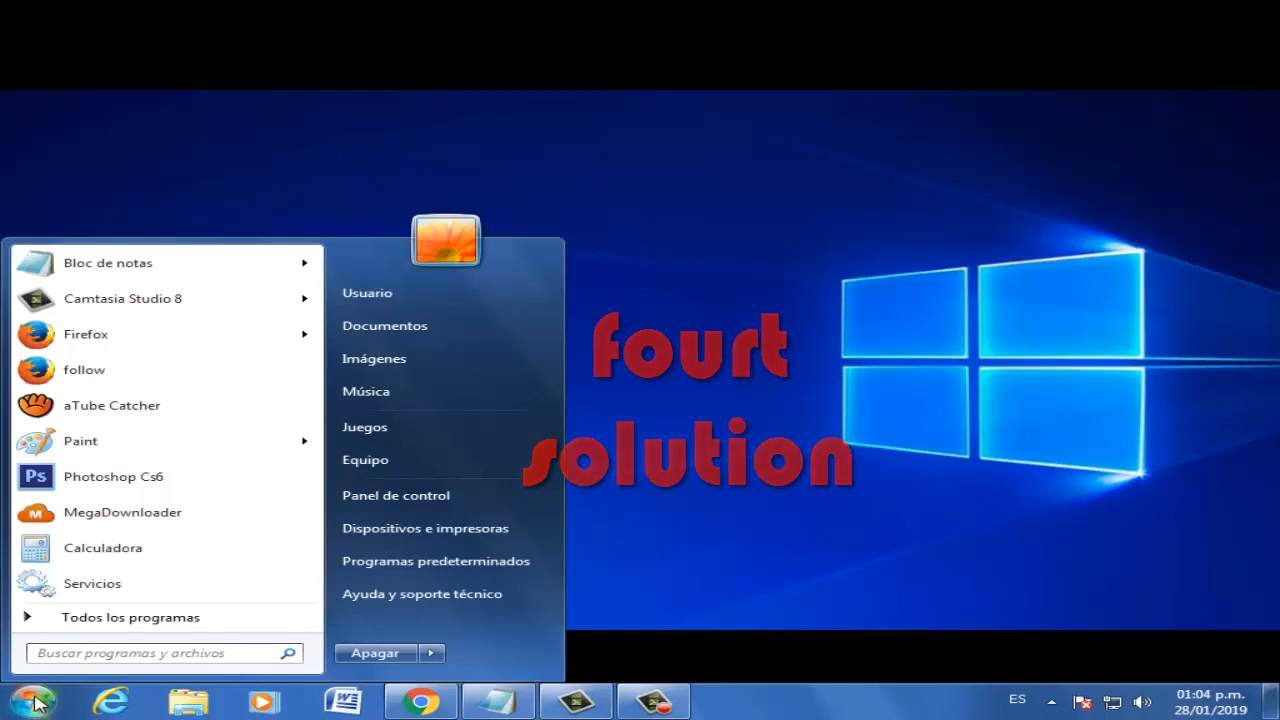 Bloc de notas
Camtasia Studio 8
Firefox
follow
aTube Catcher
Paint
Ps Photoshop Cs6
M MegaDownloader
Calculadora
Servicios
Todos los programas
Buscar programas y archivos
Usuario
Documentos
Imágenes
Música
Juegos
Equipo
Panel de control
Dispositivos e impresoras
Programas predeterminados
Ayuda y soporte técnico
Apagar
fourt
solution
W
ES
01:04 p.m.
28/01/2019